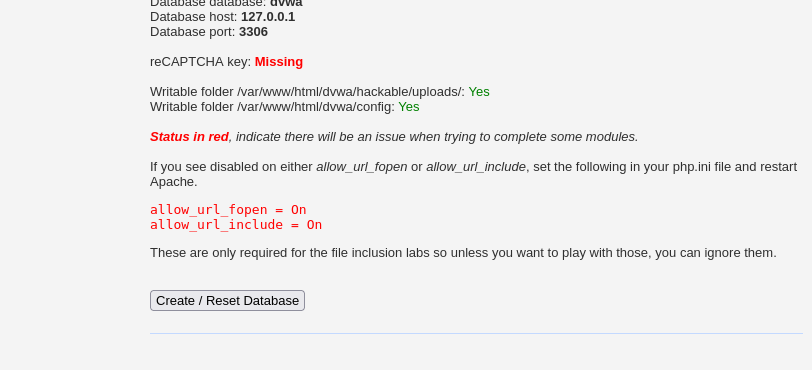 Database database: dvwa
Database host: 127.0.0.1
Database port: 3306
reCAPTCHA key: Missing
Writable folder /var/www/html/dvwa/hackable/uploads/: Yes
Writable folder /var/www/html/dvwa/config: Yes
Status in red, indicate there will be an issue when trying to complete some modules.
If you see disabled on either allow_url_fopen or allow_url_include, set the following in your php.ini file and restart
Apache.
allow_url_fopen = On
allow_url_include = On
These are only required for the file inclusion labs so unless you want to play with those, you can ignore them.
Create / Reset Database